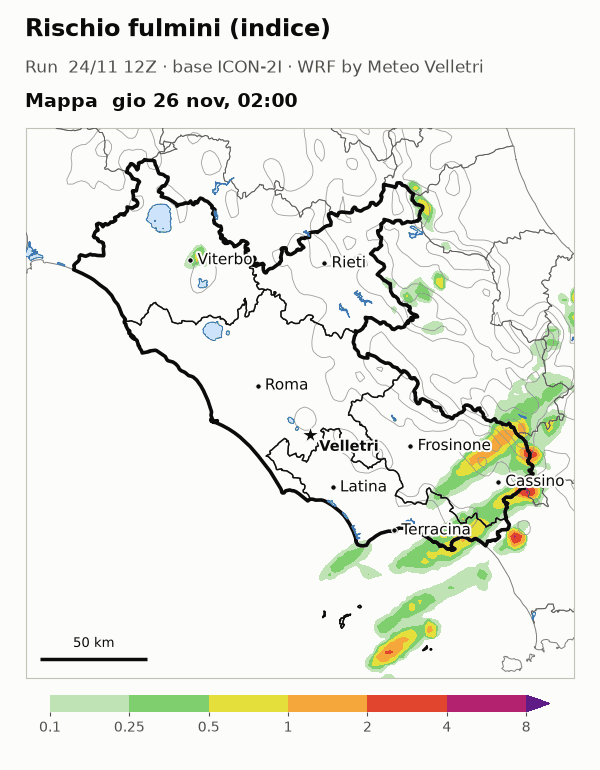 Rischio fulmini (indice)
Run 24/11 12Z · base ICON-2I · WRF by Meteo Velletri
Mappa gio 26 nov, 02:00
Viterbo
Rieti
Roma
Velletri
Frosinone
Cassino
Latina
Terracina
50 km
0.1 0.25 0.5 1 2 4 8